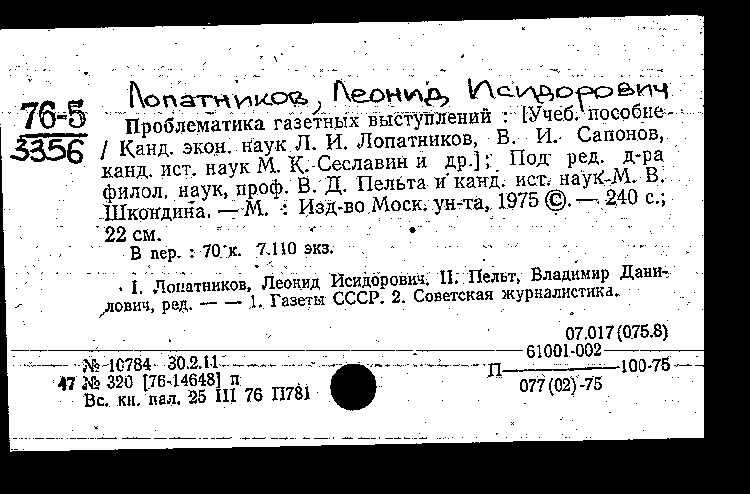 Лопатников, Леонид Исидорович
76-5
3356
Проблематика газетных выступлений : [Учеб. пособие
/ Канд. экон. наук Л. И. Лопатников, В. И. Сапонов,
канд. ист. наук М. К. Сеславин и др.] ; Под ред. д-ра
филол. наук, проф. В. Д. Пельта и канд. ист. наук М. В.
Шкондина. — М. : Изд-во Моск. ун-та, 1975 ©. — 240 с.;
22 см.
В пер. : 70 к. 7.110 экз.
I. Лопатников, Леонид Исидорович. II. Пельт, Владимир Дани-
лович, ред. — — 1. Газеты СССР. 2. Советская журналистика.
07.017(075.8)
№ 10784 30.2.11
61001-002
П———100-75
47 № 320 [76-14648] п
077(02)-75
Вс. кн. пал. 25 III 76 П781